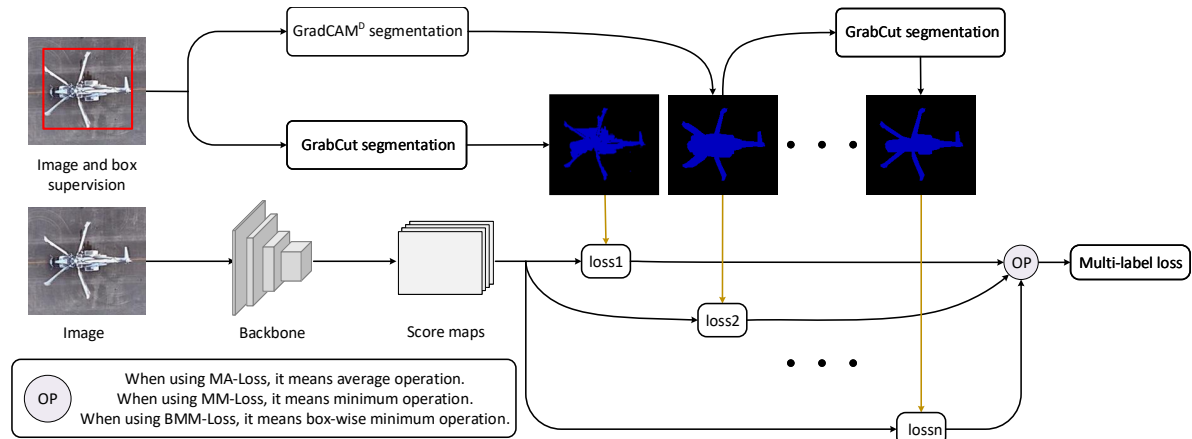 GradCAMᴰ segmentation
GrabCut segmentation
GrabCut segmentation
Image and box
supervision
loss1
OP
Multi-label loss
loss2
Image
Backbone
Score maps
OP
When using MA-Loss, it means average operation.
When using MM-Loss, it means minimum operation.
When using BMM-Loss, it means box-wise minimum operation.
lossn